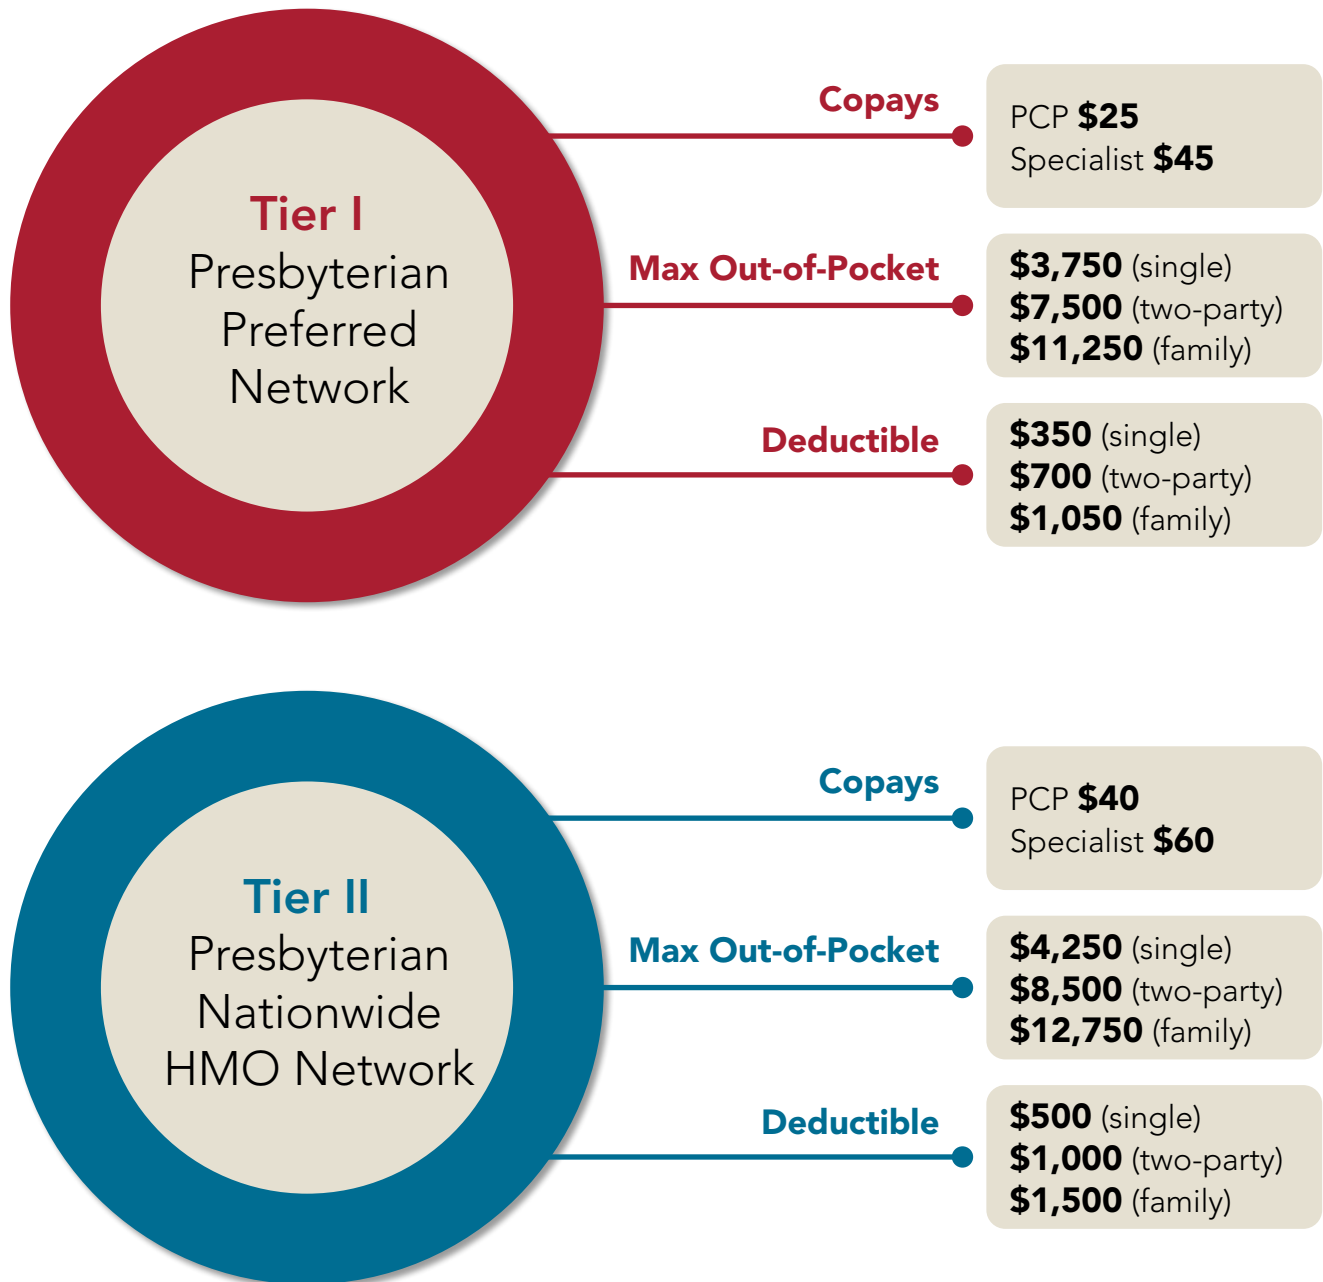 Tier I
Presbyterian
Preferred
Network
Copays
PCP $25
Specialist $45
Max Out-of-Pocket
$3,750 (single)
$7,500 (two-party)
$11,250 (family)
Deductible
$350 (single)
$700 (two-party)
$1,050 (family)
Tier II
Presbyterian
Nationwide
HMO Network
Copays
PCP $40
Specialist $60
Max Out-of-Pocket
$4,250 (single)
$8,500 (two-party)
$12,750 (family)
Deductible
$500 (single)
$1,000 (two-party)
$1,500 (family)